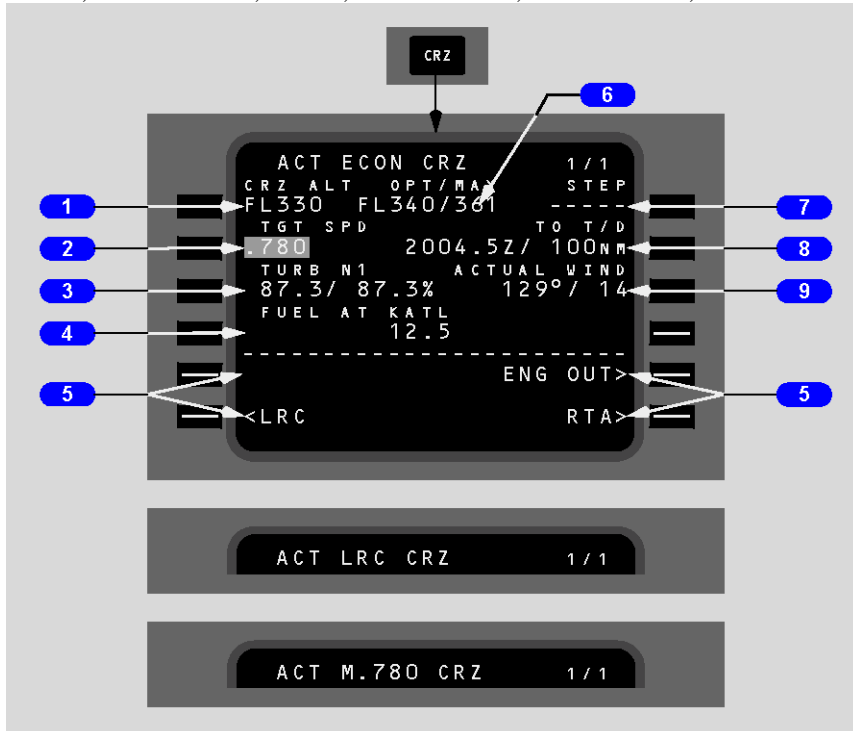 CRZ
6
ACT ECON CRZ 1/1
CRZ ALT OPT/MAX STEP
1 FL330 FL340/361 ----- 7
TGT SPD TO T/D
2 .780 2004.5Z/ 100NM 8
TURB N1 ACTUAL WIND
3 87.3/ 87.3% 129°/ 14 9
FUEL AT KATL
4 12.5
------------------------
ENG OUT>
5 <LRC RTA> 5
ACT LRC CRZ 1/1
ACT M.780 CRZ 1/1